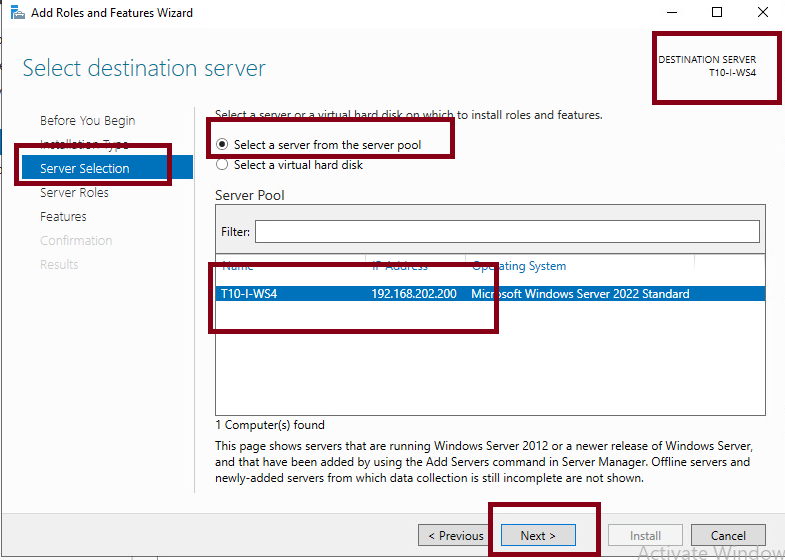 Add Roles and Features Wizard
Select destination server
DESTINATION SERVER
T10-I-WS4
Before You Begin
Installation Type
Server Selection
Server Roles
Features
Confirmation
Results
Select a server or a virtual hard disk on which to install roles and features.
Select a server from the server pool
Select a virtual hard disk
Server Pool
Filter:
Name IP Address Operating System
T10-I-WS4 192.168.202.200 Microsoft Windows Server 2022 Standard
1 Computer(s) found
This page shows servers that are running Windows Server 2012 or a newer release of Windows Server,
and that have been added by using the Add Servers command in Server Manager. Offline servers and
newly-added servers from which data collection is still incomplete are not shown.
< Previous Next > Install Cancel
Activate Window